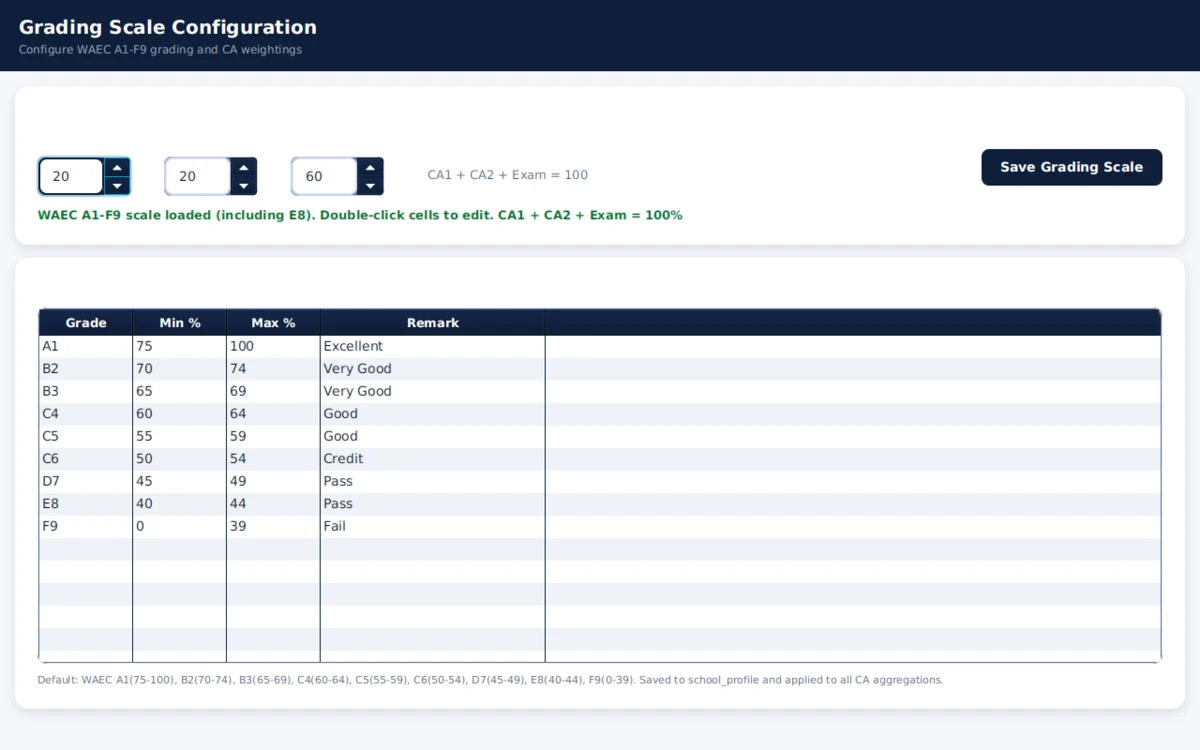 Grading Scale Configuration
Configure WAEC A1-F9 grading and CA weightings
20 20 60 CA1 + CA2 + Exam = 100 Save Grading Scale
WAEC A1-F9 scale loaded (including E8). Double-click cells to edit. CA1 + CA2 + Exam = 100%
Grade Min % Max % Remark
A1 75 100 Excellent
B2 70 74 Very Good
B3 65 69 Very Good
C4 60 64 Good
C5 55 59 Good
C6 50 54 Credit
D7 45 49 Pass
E8 40 44 Pass
F9 0 39 Fail
Default: WAEC A1(75-100), B2(70-74), B3(65-69), C4(60-64), C5(55-59), C6(50-54), D7(45-49), E8(40-44), F9(0-39). Saved to school_profile and applied to all CA aggregations.